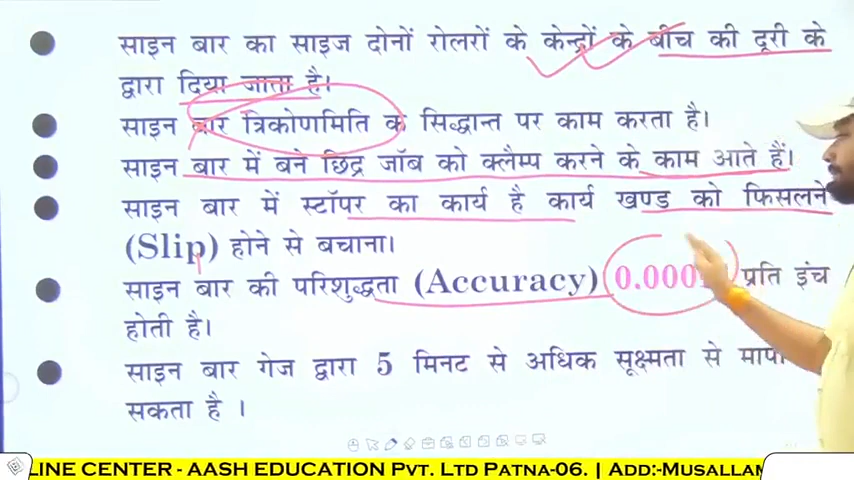 साइन बार का साइज दोनों रोलरों के केन्द्रों के बीच की दूरी के
द्वारा दिया जाता है।
साइन बार त्रिकोणमिति के सिद्धान्त पर काम करता है।
साइन बार में बने छिद्र जॉब को क्लैम्प करने के काम आते हैं।
साइन बार में स्टॉपर का कार्य है कार्य खण्ड को फिसलने
(Slip) होने से बचाना।
साइन बार की परिशुद्धता (Accuracy) प्रति इंच
होती है।
साइन बार गेज द्वारा 5 मिनट से अधिक सूक्ष्मता से
सकता है ।
LINE CENTER - AASH EDUCATION PVT. LTD PATNA-06. | ADD:-MUSALLAM